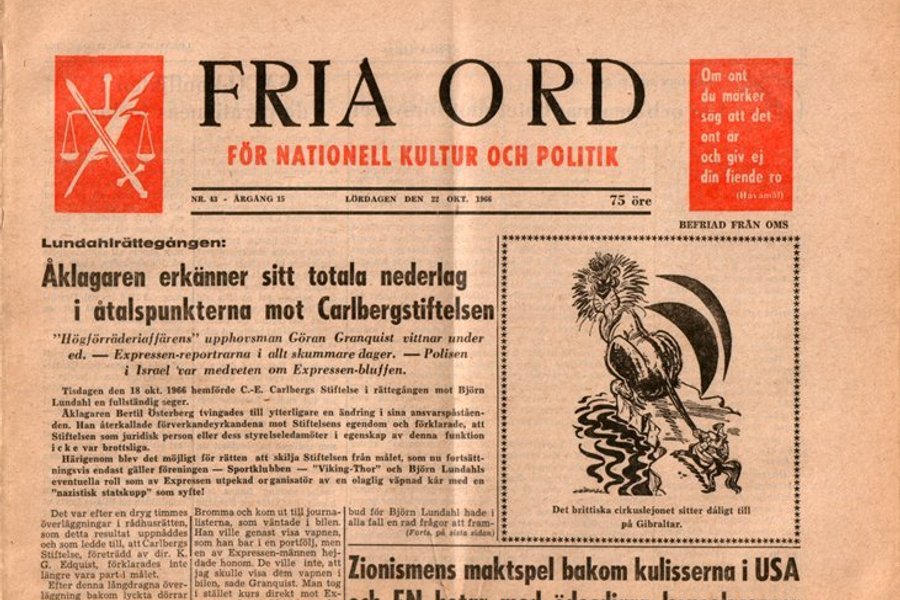 FRIA ORD
FÖR NATIONELL KULTUR OCH POLITIK
Om ont
du märker
säg att det
ont är
och giv ej
din fiende ro
(Havamál)
NR. 43 - ÅRGÅNG 15
LÖRDAGEN DEN 22 OKT. 1966
75 öre
BEFRIAD FRÅN OMS
Lundahlrättegången:
Åklagaren erkänner sitt totala nederlag
i åtalspunkterna mot Carlbergstiftelsen
"Högförräderiaffärens" upphovsman Göran Granquist vittnar under
ed. — Expressen-reportrarna i allt skummare dager. — Polisen
i Israel var medveten om Expressen-bluffen.
Tisdagen den 18 okt. 1966 hemförde C.-E. Carlbergs Stiftelse i rättegången mot Björn
Lundahl en fullständig seger.
Åklagaren Bertil Österberg tvingades till ytterligare en ändring i sina ansvarspåståen-
den. Han återkallade förverkandeyrkandena mot Stiftelsens egendom och förklarade, att
Stiftelsen som juridisk person eller dess styrelseledamöter i egenskap av denna funktion
icke var brottsliga.
Härigenom blev det möjligt för rätten att skilja Stiftelsen från målet, som nu fortsätt-
ningsvis endast gäller föreningen — Sportklubben — "Viking-Thor" och Björn Lundahls
eventuella roll som av Expressen utpekad organisatör av en olaglig väpnad kår med en
"nazistisk statskupp" som syfte!
Det var efter en dryg timmes
överläggningar i rådhusrätten,
som detta resultat uppnåddes
och som ledde till, att Carlbergs
Stiftelse, företrädd av dir. K.
G. Edquist, förklarades inte
längre vara part i målet.
Efter dessa långdragna över-
läggning bakom lyckta dörrar
Bromma och kom ut till journa-
listerna, som väntade i bilen.
Han ville genast visa vapnen,
som han bar i en portfölj, men
en av Expressen-männen hej-
dade honom. De ville inte, att
jag skulle visa dem vapnen i
bilen, sade Granquist. Man tog
i stället kurs direkt mot Ex-
bud för Björn Lundahl hade i
alla fall en rad frågor att fram-
(Forts. på sista sidan)
Det brittiska cirkuslejonet sitter dåligt till
på Gibraltar.
Zionismens maktspel bakom kulisserna i USA